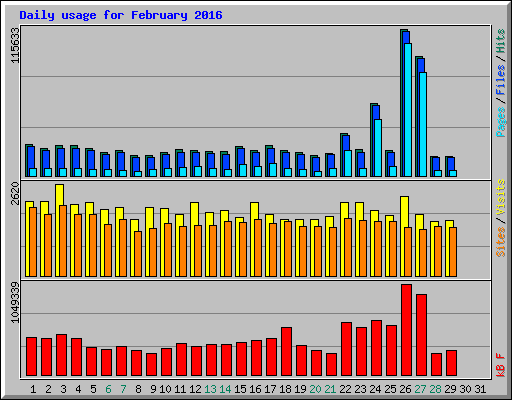 Daily usage for February 2016
115633
Pages / Files / Hits
2620
Sites / Visits
1049339
kB F
1 2 3 4 5 6 7 8 9 10 11 12 13 14 15 16 17 18 19 20 21 22 23 24 25 26 27 28 29 30 31